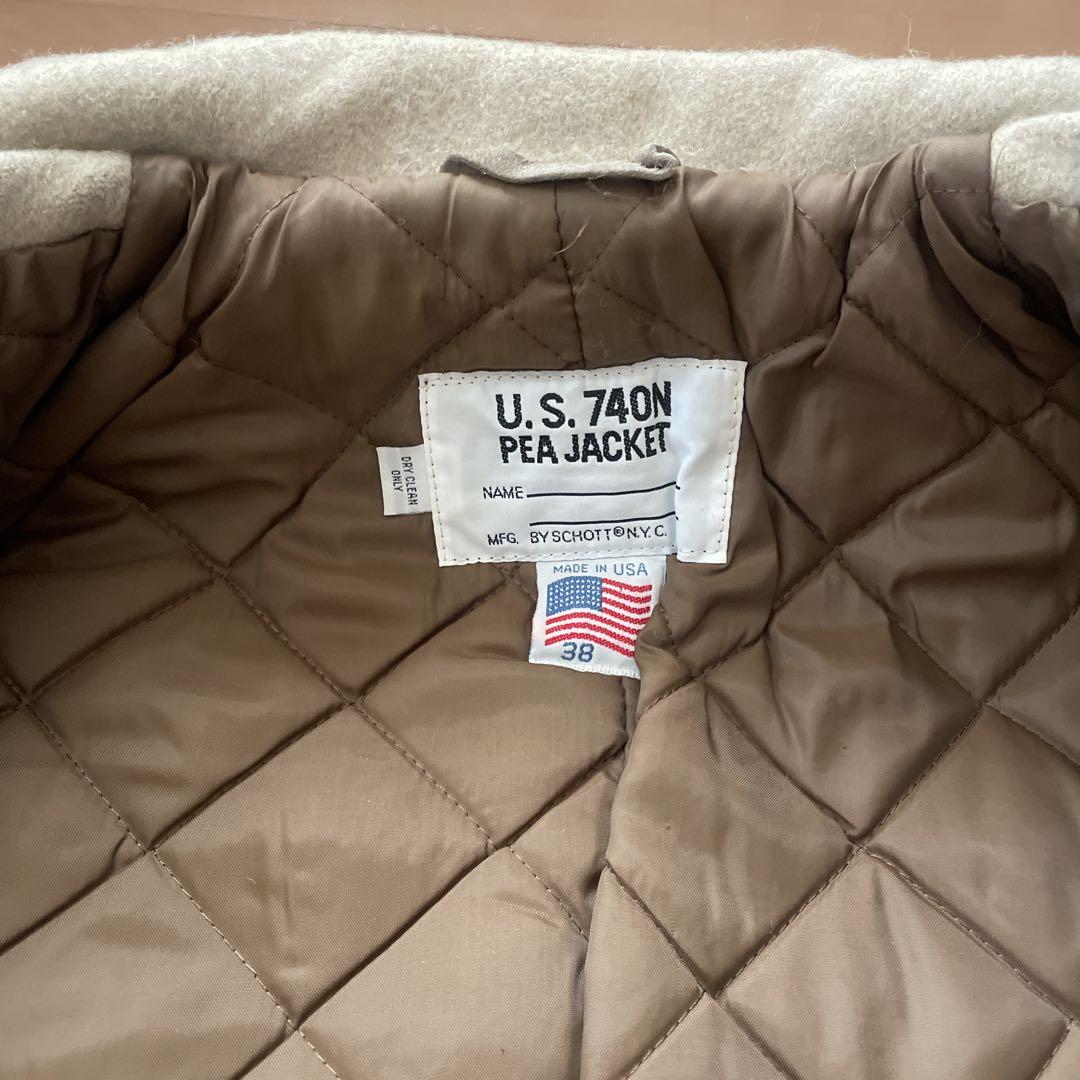 U.S. 740N
PEA JACKET
NAME
MFG. BY SCHOTT® N.Y.C.
DRY CLEAN
ONLY
MADE IN USA
38